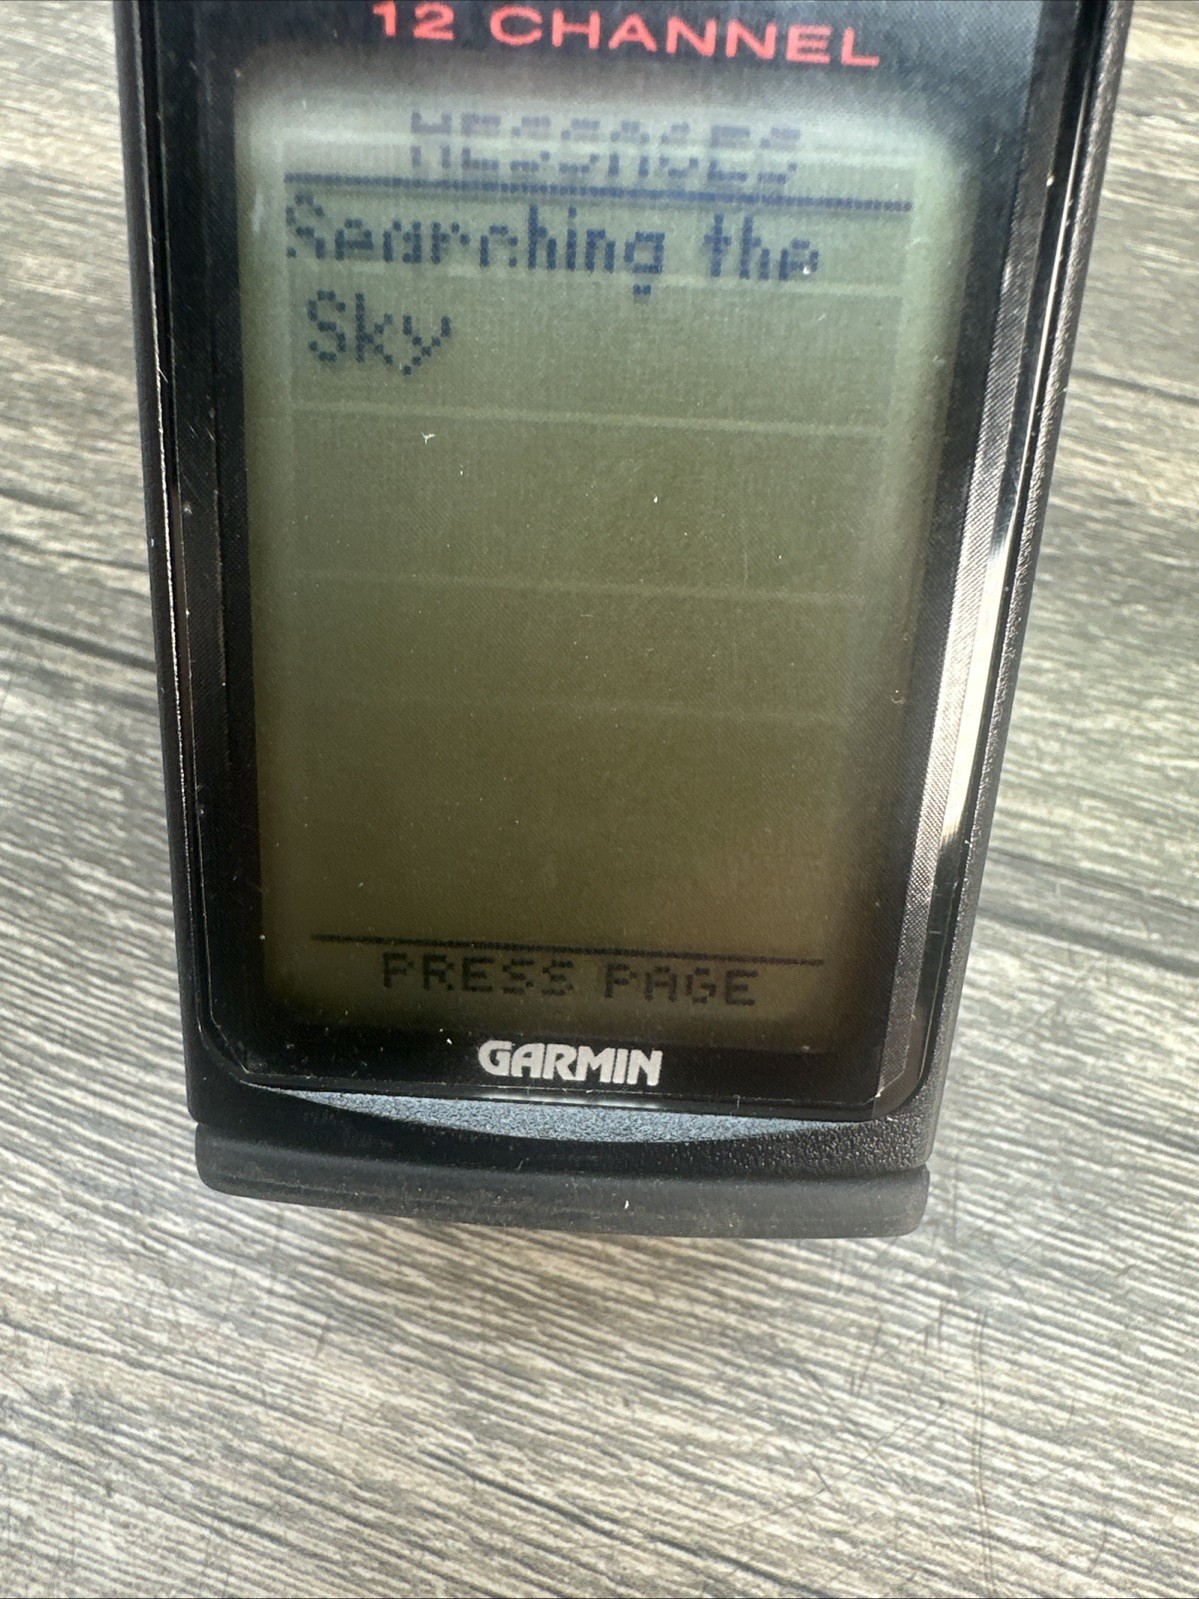 12 CHANNEL
MESSAGES
Searching the
Sky
PRESS PAGE
GARMIN